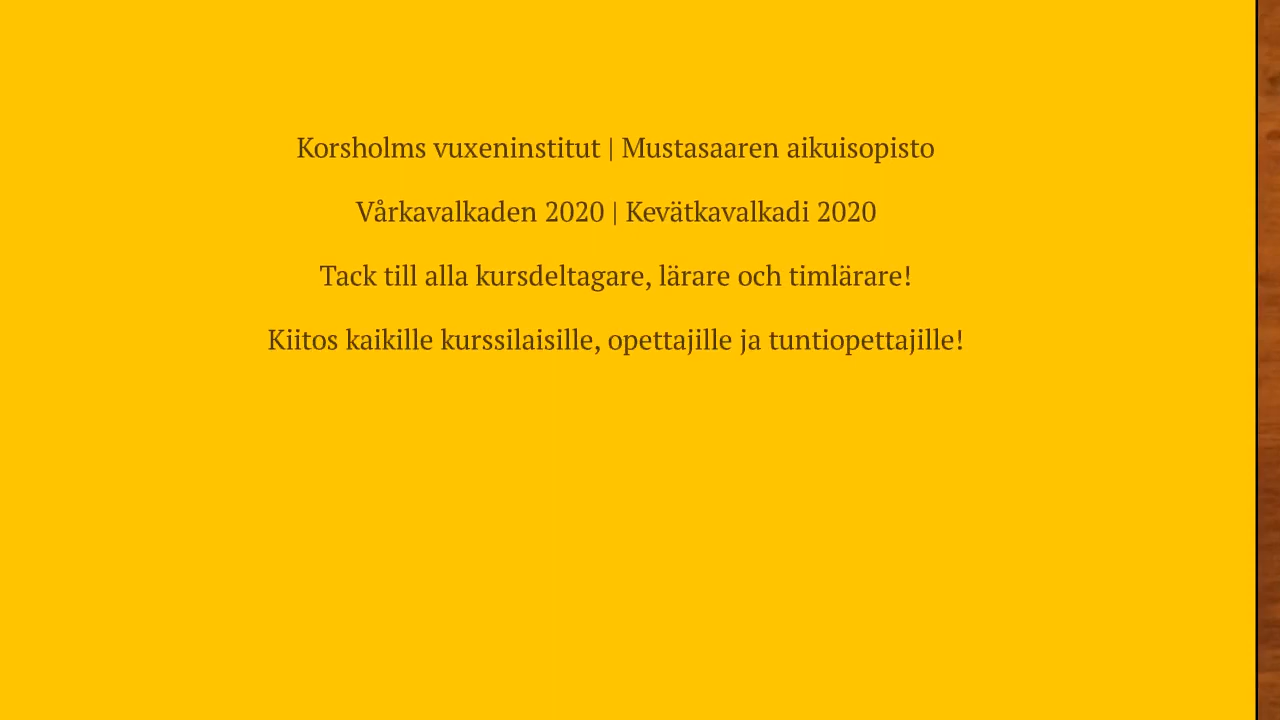 Korsholms vuxeninstitut | Mustasaaren aikuisopisto
Vårkavalkaden 2020 | Kevätkavalkadi 2020
Tack till alla kursdeltagare, lärare och timlärare!
Kiitos kaikille kurssilaisille, opettajille ja tuntiopettajille!